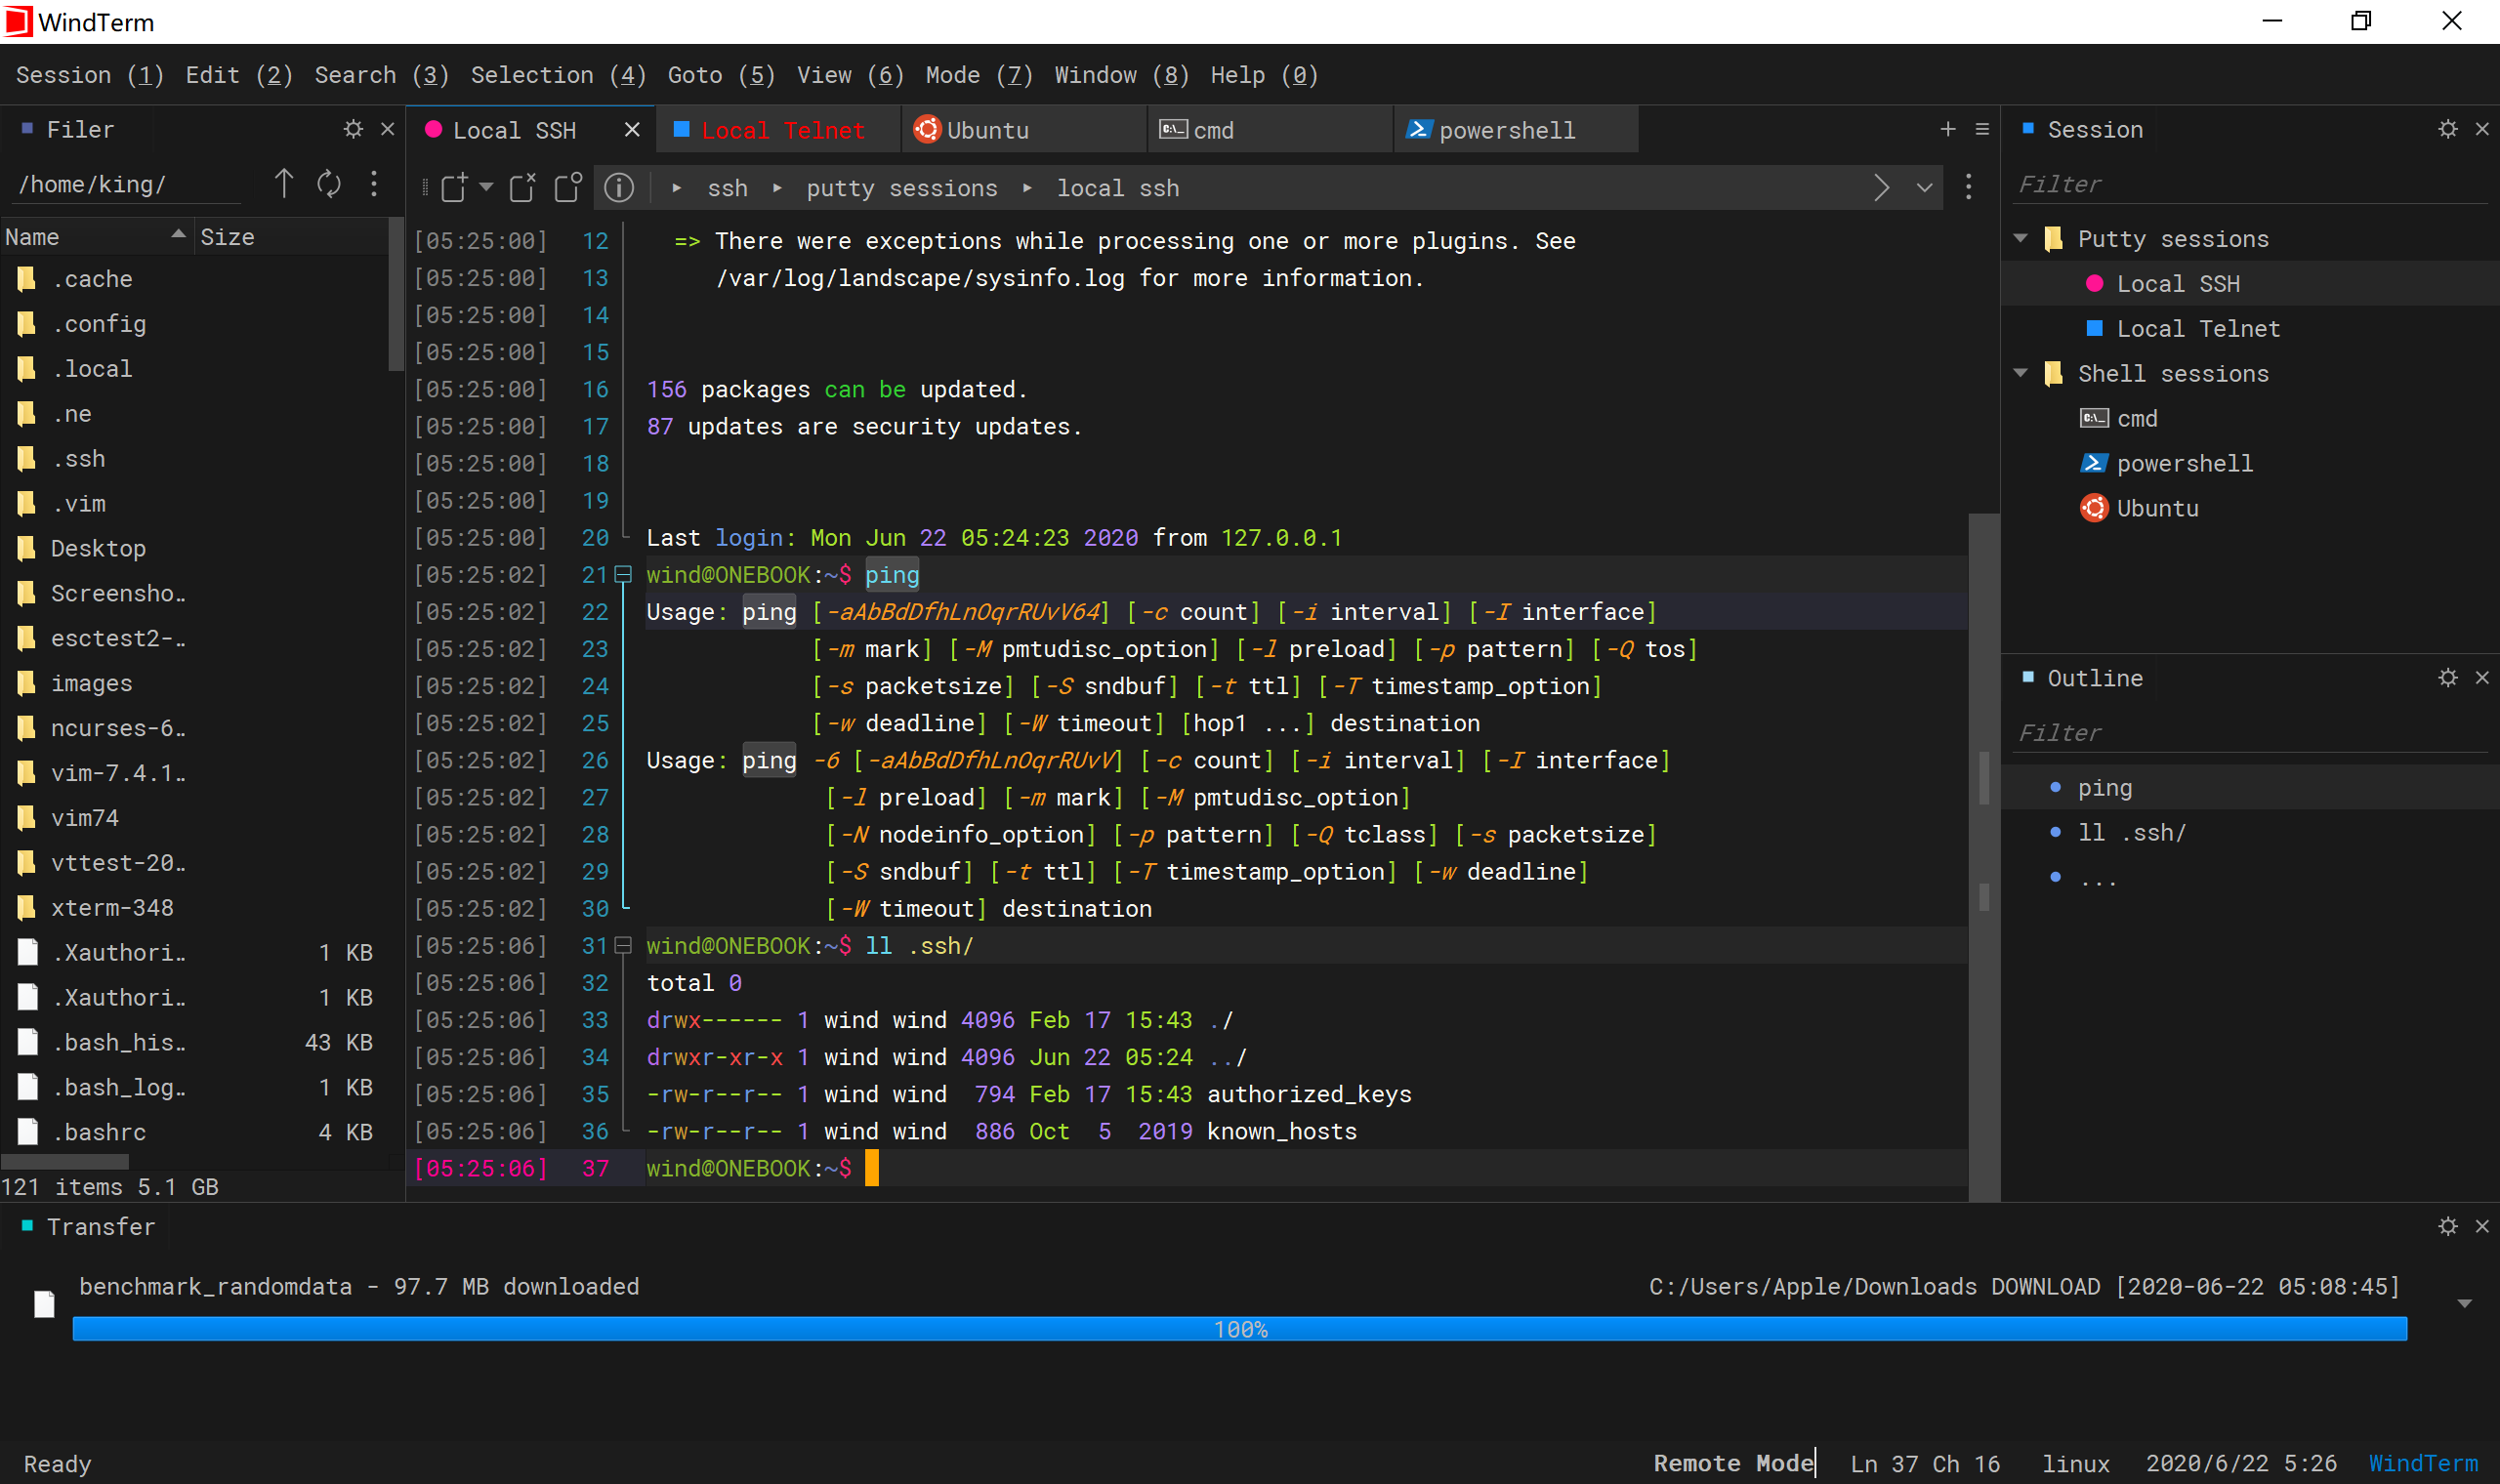 WindTerm
Session (1) Edit (2) Search (3) Selection (4) Goto (5) View (6) Mode (7) Window (8) Help (0)
Filer
/home/king/
Name Size
.cache
.config
.local
.ne
.ssh
.vim
Desktop
Screensho…
esctest2-…
images
ncurses-6…
vim-7.4.1…
vim74
vttest-20…
xterm-348
.Xauthori… 1 KB
.Xauthori… 1 KB
.bash_his… 43 KB
.bash_log… 1 KB
.bashrc 4 KB
121 items 5.1 GB
Local SSH Local Telnet Ubuntu cmd powershell
ssh putty sessions local ssh
[05:25:00] 12 => There were exceptions while processing one or more plugins. See
[05:25:00] 13 /var/log/landscape/sysinfo.log for more information.
[05:25:00] 14
[05:25:00] 15
[05:25:00] 16 156 packages can be updated.
[05:25:00] 17 87 updates are security updates.
[05:25:00] 18
[05:25:00] 19
[05:25:00] 20 Last login: Mon Jun 22 05:24:23 2020 from 127.0.0.1
[05:25:02] 21 wind@ONEBOOK:~$ ping
[05:25:02] 22 Usage: ping [-aAbBdDfhLnOqrRUvV64] [-c count] [-i interval] [-I interface]
[05:25:02] 23 [-m mark] [-M pmtudisc_option] [-l preload] [-p pattern] [-Q tos]
[05:25:02] 24 [-s packetsize] [-S sndbuf] [-t ttl] [-T timestamp_option]
[05:25:02] 25 [-w deadline] [-W timeout] [hop1 ...] destination
[05:25:02] 26 Usage: ping -6 [-aAbBdDfhLnOqrRUvV] [-c count] [-i interval] [-I interface]
[05:25:02] 27 [-l preload] [-m mark] [-M pmtudisc_option]
[05:25:02] 28 [-N nodeinfo_option] [-p pattern] [-Q tclass] [-s packetsize]
[05:25:02] 29 [-S sndbuf] [-t ttl] [-T timestamp_option] [-w deadline]
[05:25:02] 30 [-W timeout] destination
[05:25:06] 31 wind@ONEBOOK:~$ ll .ssh/
[05:25:06] 32 total 0
[05:25:06] 33 drwx------ 1 wind wind 4096 Feb 17 15:43 ./
[05:25:06] 34 drwxr-xr-x 1 wind wind 4096 Jun 22 05:24 ../
[05:25:06] 35 -rw-r--r-- 1 wind wind 794 Feb 17 15:43 authorized_keys
[05:25:06] 36 -rw-r--r-- 1 wind wind 886 Oct 5 2019 known_hosts
[05:25:06] 37 wind@ONEBOOK:~$
Session
Filter
Putty sessions
Local SSH
Local Telnet
Shell sessions
cmd
powershell
Ubuntu
Outline
Filter
ping
ll .ssh/
...
Transfer
benchmark_randomdata - 97.7 MB downloaded C:/Users/Apple/Downloads DOWNLOAD [2020-06-22 05:08:45]
100%
Ready Remote Mode Ln 37 Ch 16 linux 2020/6/22 5:26 WindTerm